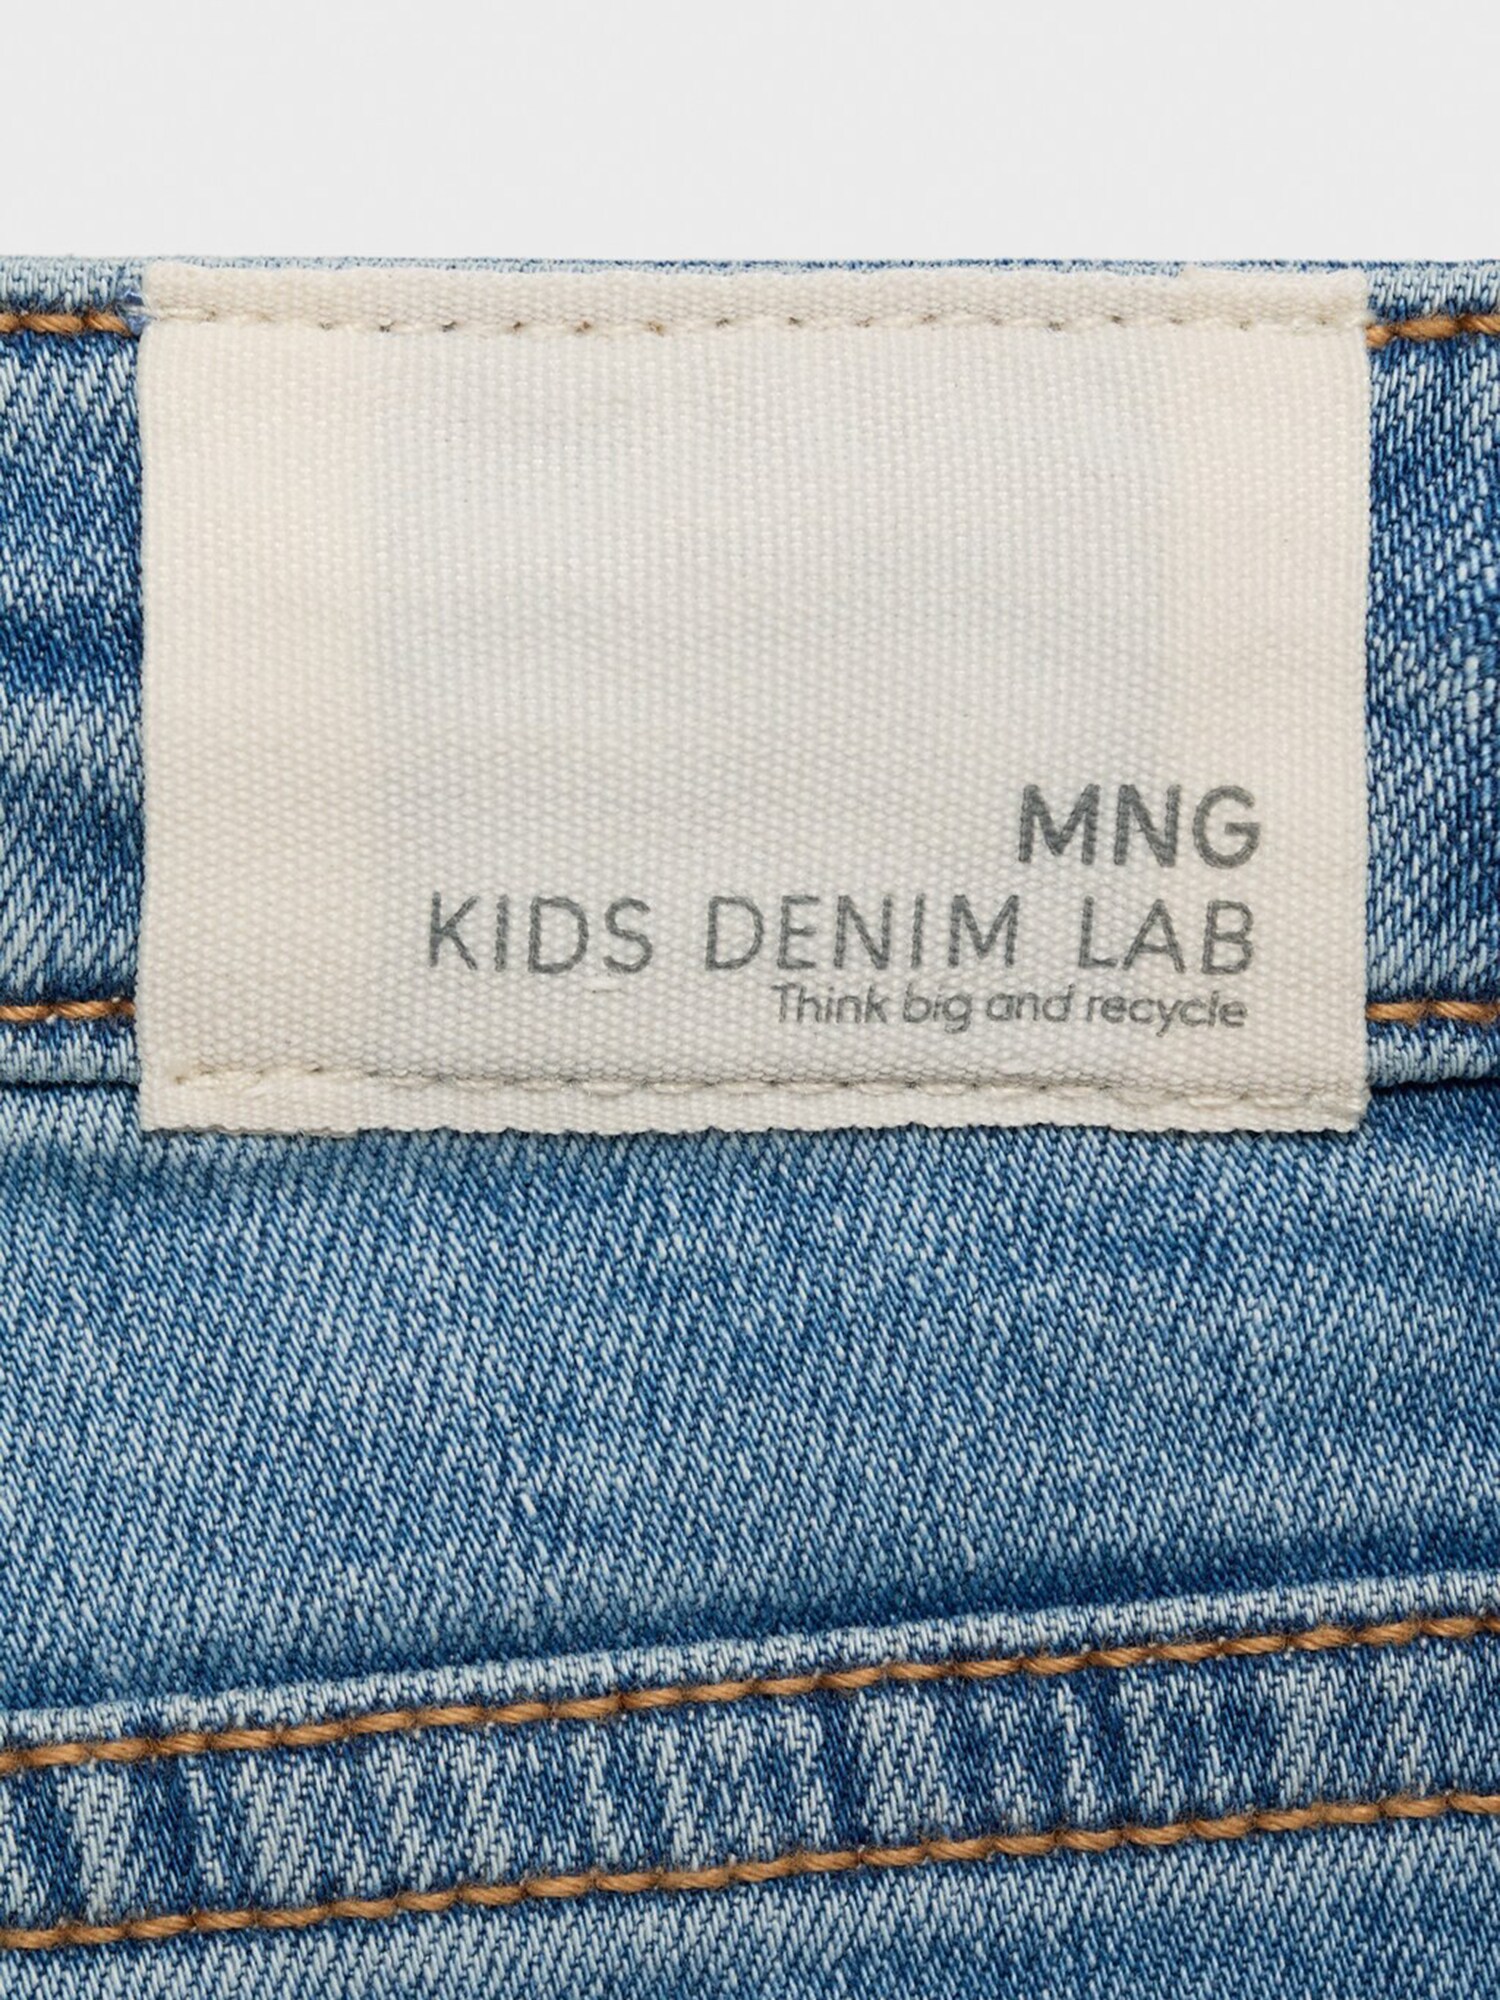 MNG
KIDS DENIM LAB
Think big and recycle